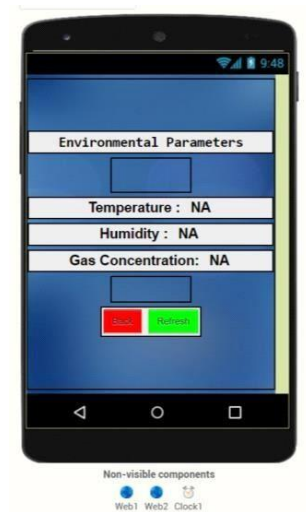 9:48
Environmental Parameters
Temperature : NA
Humidity : NA
Gas Concentration: NA
Back Refresh
Non-visible components
Web1 Web2 Clock1